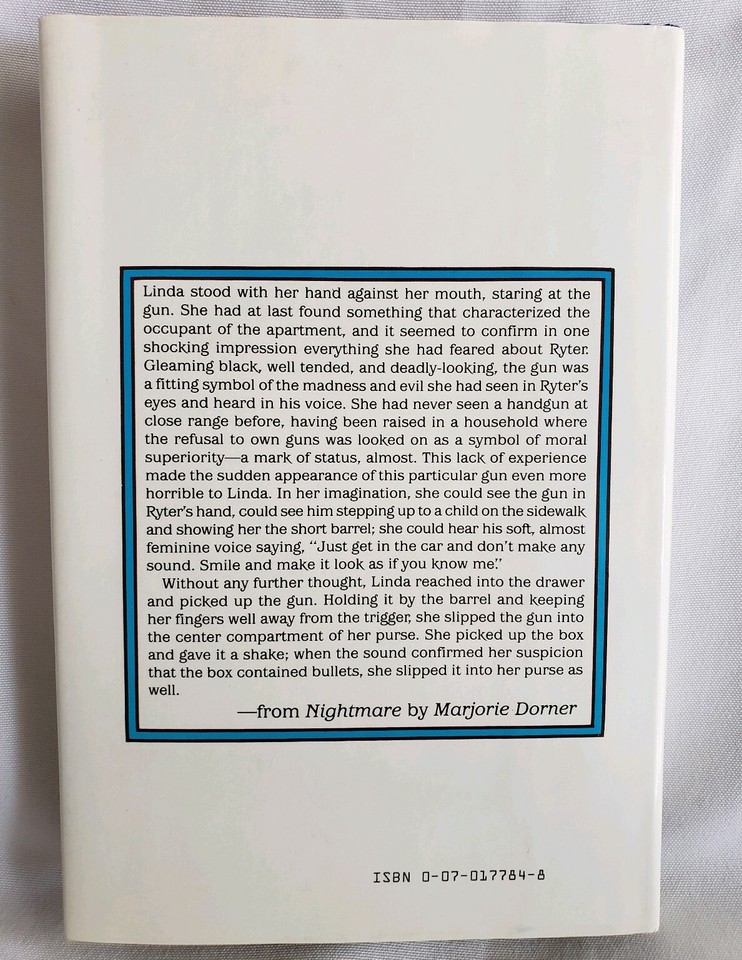 Linda stood with her hand against her mouth, staring at the
gun. She had at last found something that characterized the
occupant of the apartment, and it seemed to confirm in one
shocking impression everything she had feared about Ryter.
Gleaming black, well tended, and deadly-looking, the gun was
a fitting symbol of the madness and evil she had seen in Ryter's
eyes and heard in his voice. She had never seen a handgun at
close range before, having been raised in a household where
the refusal to own guns was looked on as a symbol of moral
superiority—a mark of status, almost. This lack of experience
made the sudden appearance of this particular gun even more
horrible to Linda. In her imagination, she could see the gun in
Ryter's hand, could see him stepping up to a child on the sidewalk
and showing her the short barrel; she could hear his soft, almost
feminine voice saying, “Just get in the car and don't make any
sound. Smile and make it look as if you know me.”
Without any further thought, Linda reached into the drawer
and picked up the gun. Holding it by the barrel and keeping
her fingers well away from the trigger, she slipped the gun into
the center compartment of her purse. She picked up the box
and gave it a shake; when the sound confirmed her suspicion
that the box contained bullets, she slipped it into her purse as
well.
—from Nightmare by Marjorie Dorner
ISBN 0-07-017784-8